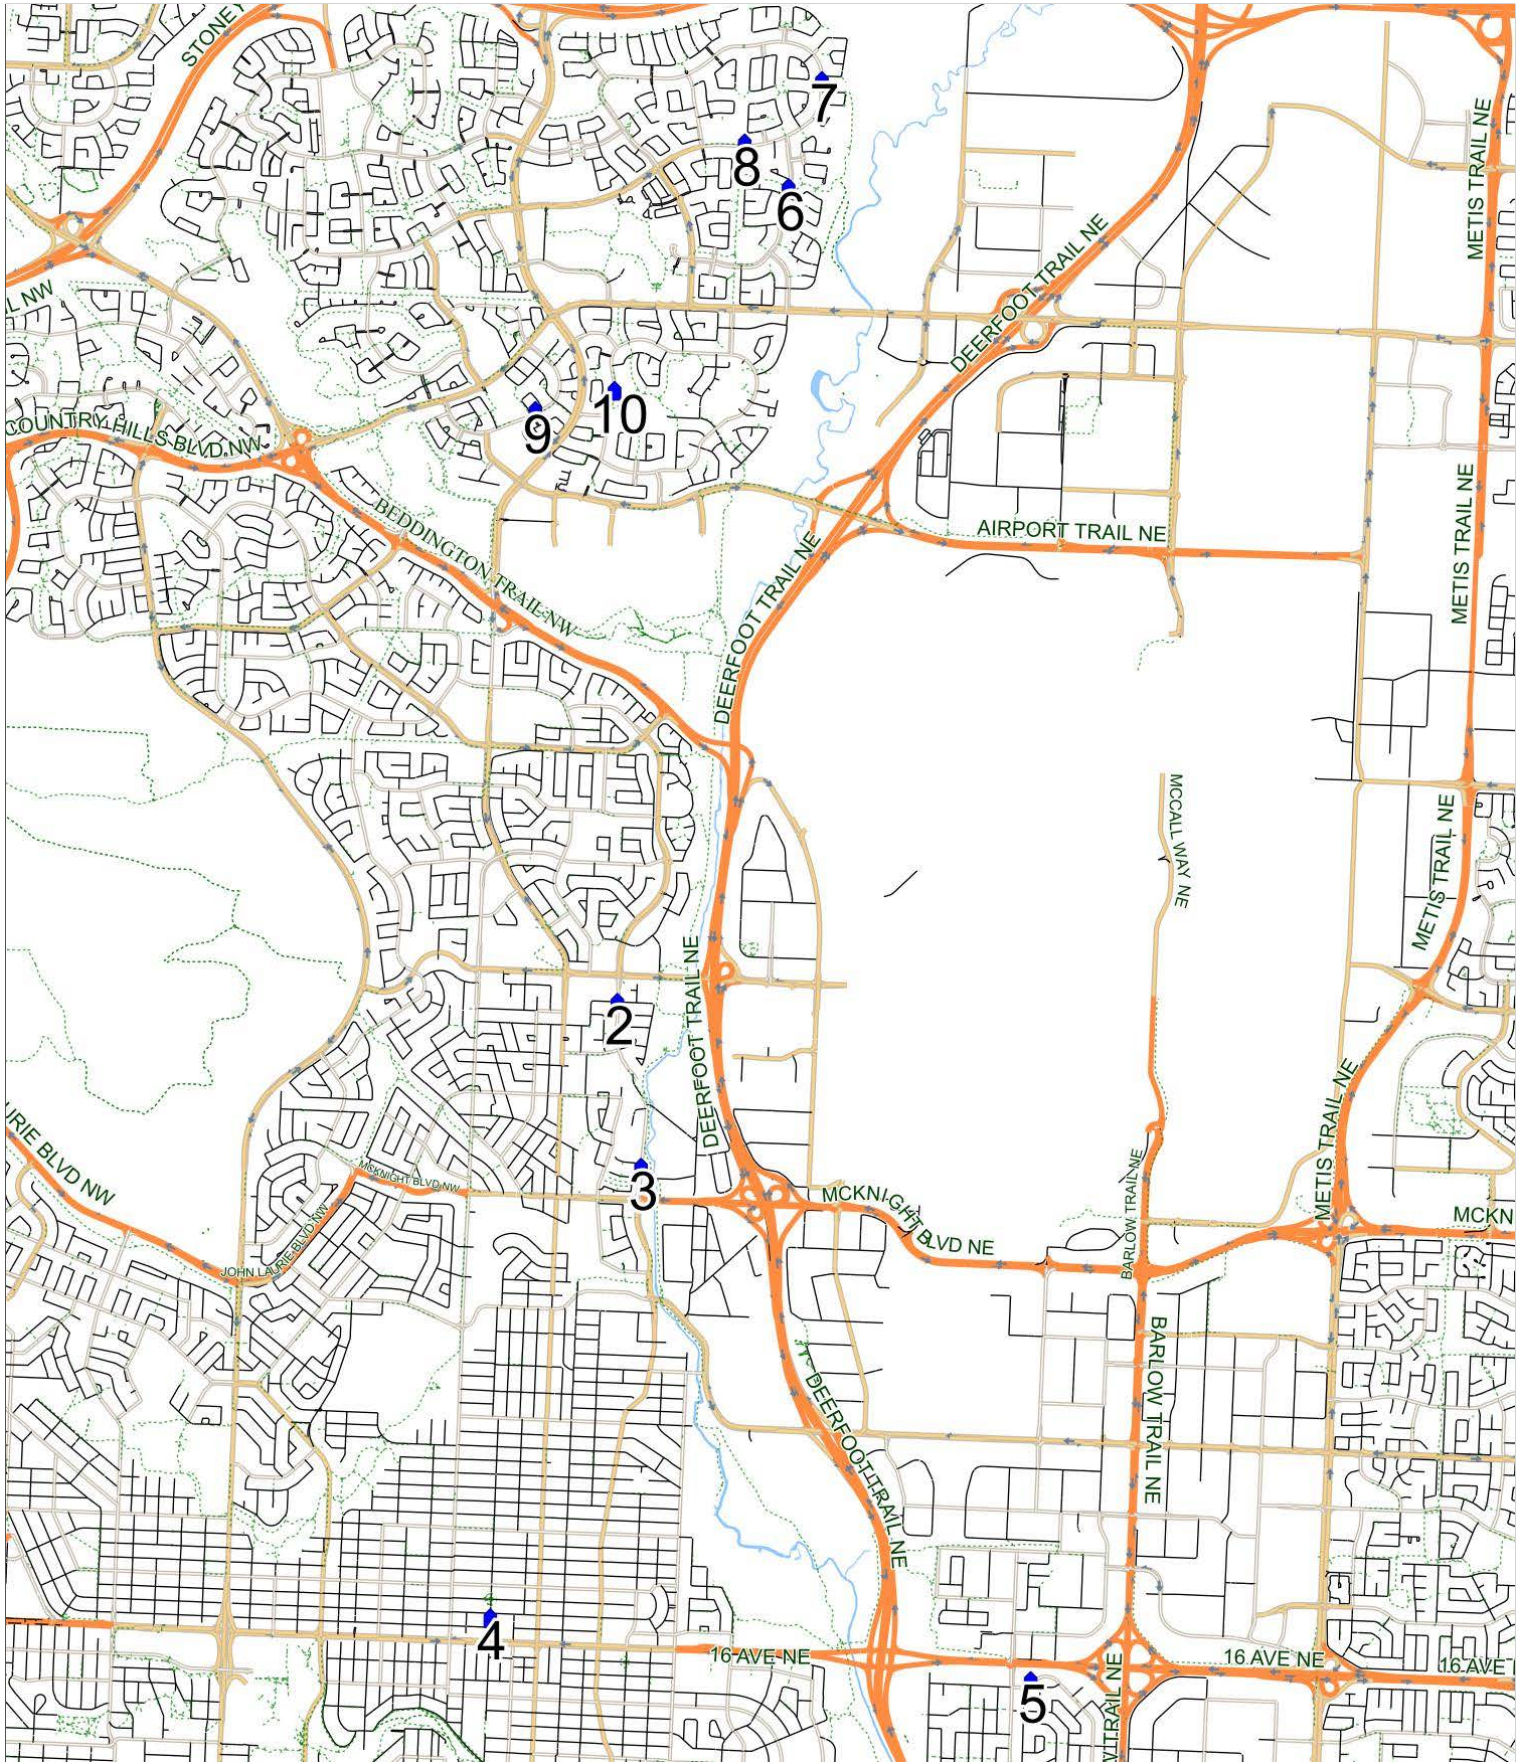 STONEY
7
METIS TRAIL NE
8
6
METIS TRAIL NE
DEERFOOT TRAIL NE
L NW
10
9
COUNTRY HILLS BLVD NW
BEDDINGTON TRAIL NW
AIRPORT TRAIL NE
METIS TRAIL NE
DEERFOOT TRAIL NE
MCCALL WAY NE
METIS TRAIL NE
DEERFOOT TRAIL NE
2
METIS TRAIL NE
URIE BLVD NW
MCKNIGHT BLVD NW
3
MCKNIGHT BLVD NE
BARLOW TRAIL NE
MCKN
JOHN LAURIE BLVD NW
BARLOW TRAIL NE
DEERFOOT TRAIL NE
4
16 AVE NE
16 AVE NE
16 AVE
5
TRAIL NE